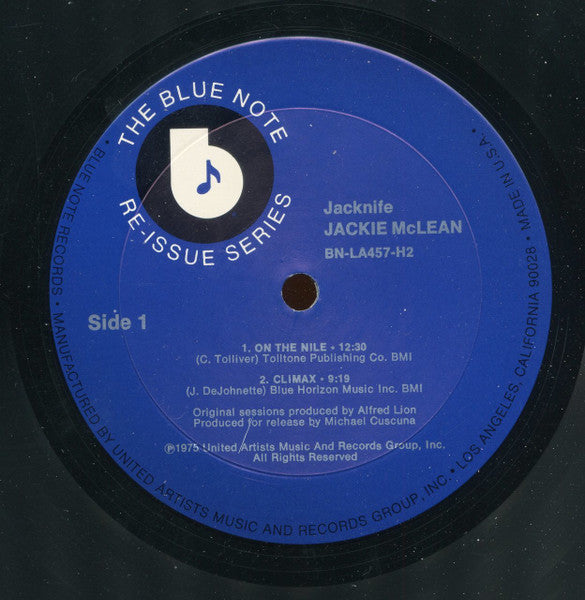 THE BLUE NOTE
RE-ISSUE SERIES
b
Jacknife
JACKIE McLEAN
BN-LA457-H2
Side 1
1. ON THE NILE • 12:30
(C. Tolliver) Tolltone Publishing Co. BMI
2. CLIMAX • 9:19
(J. DeJohnette) Blue Horizon Music Inc. BMI
Original sessions produced by Alfred Lion
Produced for release by Michael Cuscuna
℗1975 United Artists Music And Records Group, Inc.
All Rights Reserved
• BLUE NOTE RECORDS • MANUFACTURED BY UNITED ARTISTS MUSIC AND RECORDS GROUP, INC. • LOS ANGELES, CALIFORNIA 90028 • MADE IN U.S.A. •